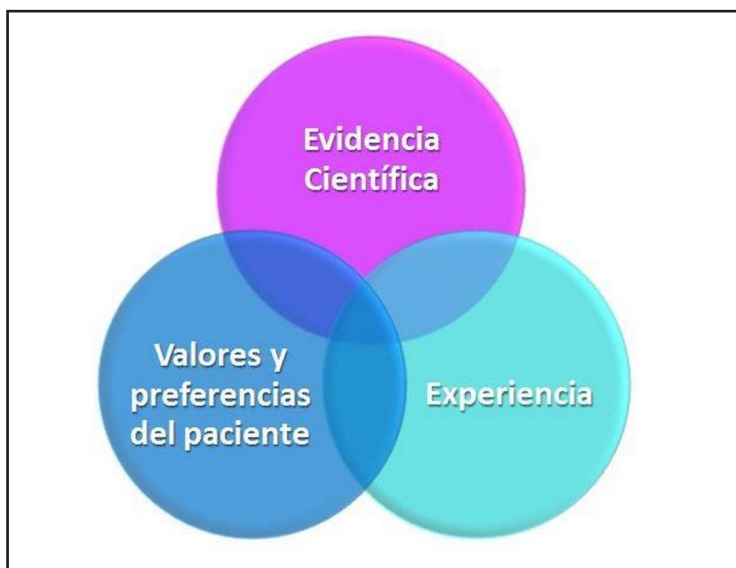 Evidencia
Científica
Valores y
preferencias
del paciente
Experiencia